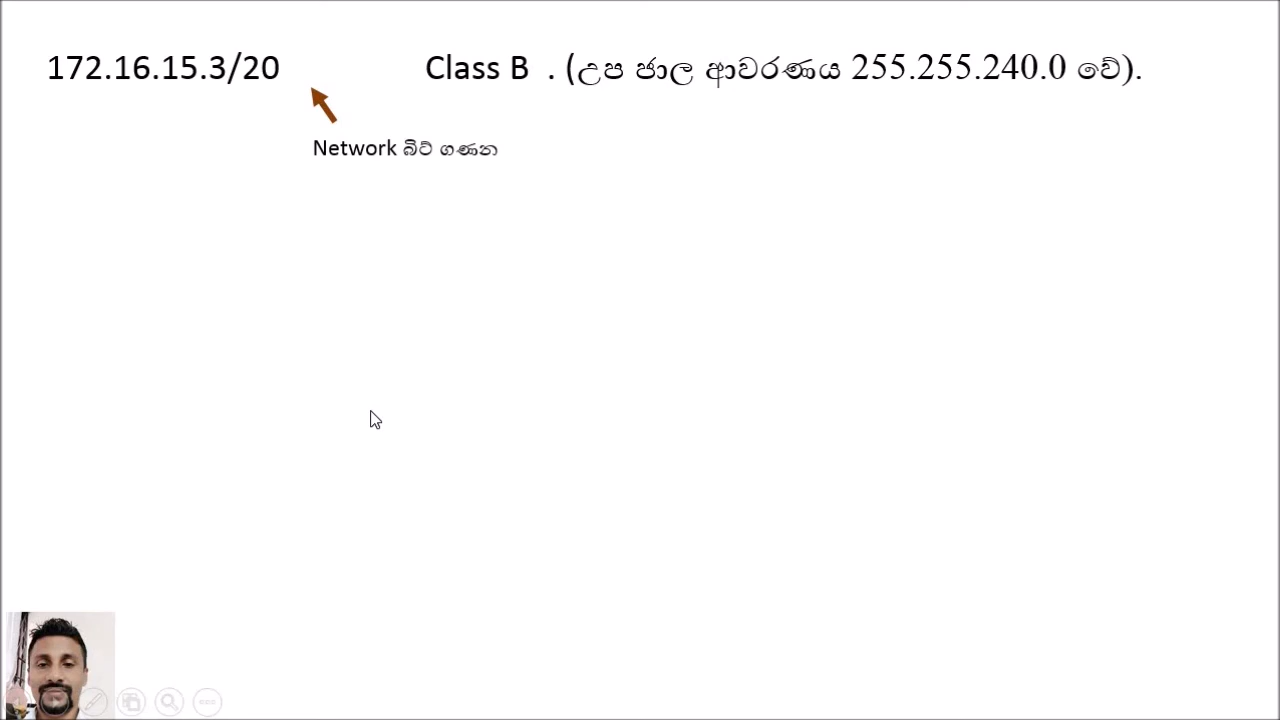 172.16.15.3/20 Class B . (උප ජාල ආවරණය 255.255.240.0 වේ).
Network බිට් ගණන